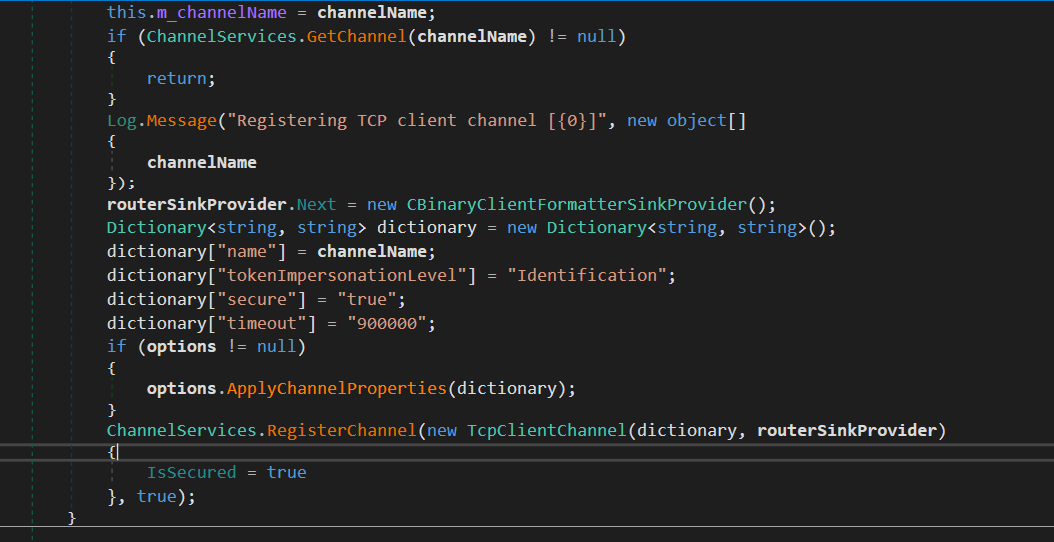 this.m_channelName = channelName;
if (ChannelServices.GetChannel(channelName) != null)
{
return;
}
Log.Message("Registering TCP client channel [{0}]", new object[]
{
channelName
});
routerSinkProvider.Next = new CBinaryClientFormatterSinkProvider();
Dictionary<string, string> dictionary = new Dictionary<string, string>();
dictionary["name"] = channelName;
dictionary["tokenImpersonationLevel"] = "Identification";
dictionary["secure"] = "true";
dictionary["timeout"] = "900000";
if (options != null)
{
options.ApplyChannelProperties(dictionary);
}
ChannelServices.RegisterChannel(new TcpClientChannel(dictionary, routerSinkProvider)
{
IsSecured = true
}, true);
}